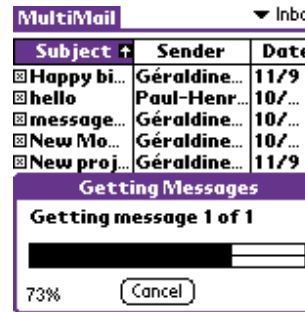 MultiMail ▼ Inbo
Subject Sender Date
Happy bi... Géraldine... 11/9
hello Paul-Henr... 10/...
message... Géraldine... 10/...
New Mo... Géraldine... 10/...
New proj... Géraldine... 11/9
Getting Messages
Getting message 1 of 1
73% Cancel